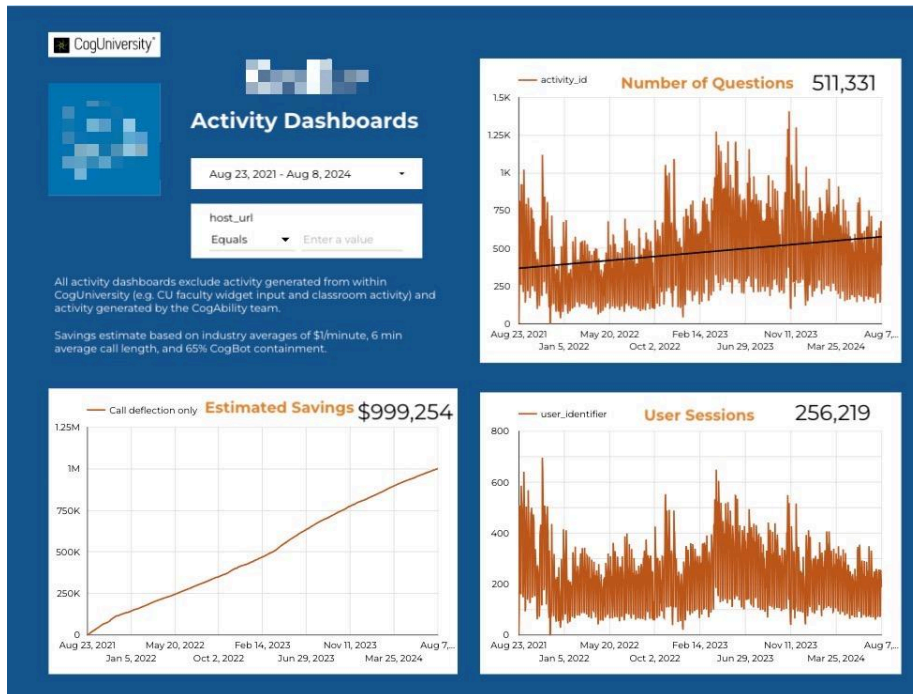 CogUniversity
Activity Dashboards
Aug 23, 2021 - Aug 8, 2024
host_url
Equals
Enter a value
All activity dashboards exclude activity generated from within
CogUniversity (e.g. CU faculty widget input and classroom activity) and
activity generated by the CogAbility team.
Savings estimate based on industry averages of $1/minute, 6 min
average call length, and 65% CogBot containment.
activity_id
Number of Questions 511,331
1.5K
1.25K
1K
750
500
250
0
Aug 23, 2021 May 20, 2022 Feb 14, 2023 Nov 11, 2023 Aug 7,...
Jan 5, 2022 Oct 2, 2022 Jun 29, 2023 Mar 25, 2024
Call deflection only Estimated Savings $999,254
1.25M
1M
750K
500K
250K
0
Aug 23, 2021 May 20, 2022 Feb 14, 2023 Nov 11, 2023 Aug 7,...
Jan 5, 2022 Oct 2, 2022 Jun 29, 2023 Mar 25, 2024
user_identifier
User Sessions 256,219
800
600
400
200
0
Aug 23, 2021 May 20, 2022 Feb 14, 2023 Nov 11, 2023 Aug 7,...
Jan 5, 2022 Oct 2, 2022 Jun 29, 2023 Mar 25, 2024